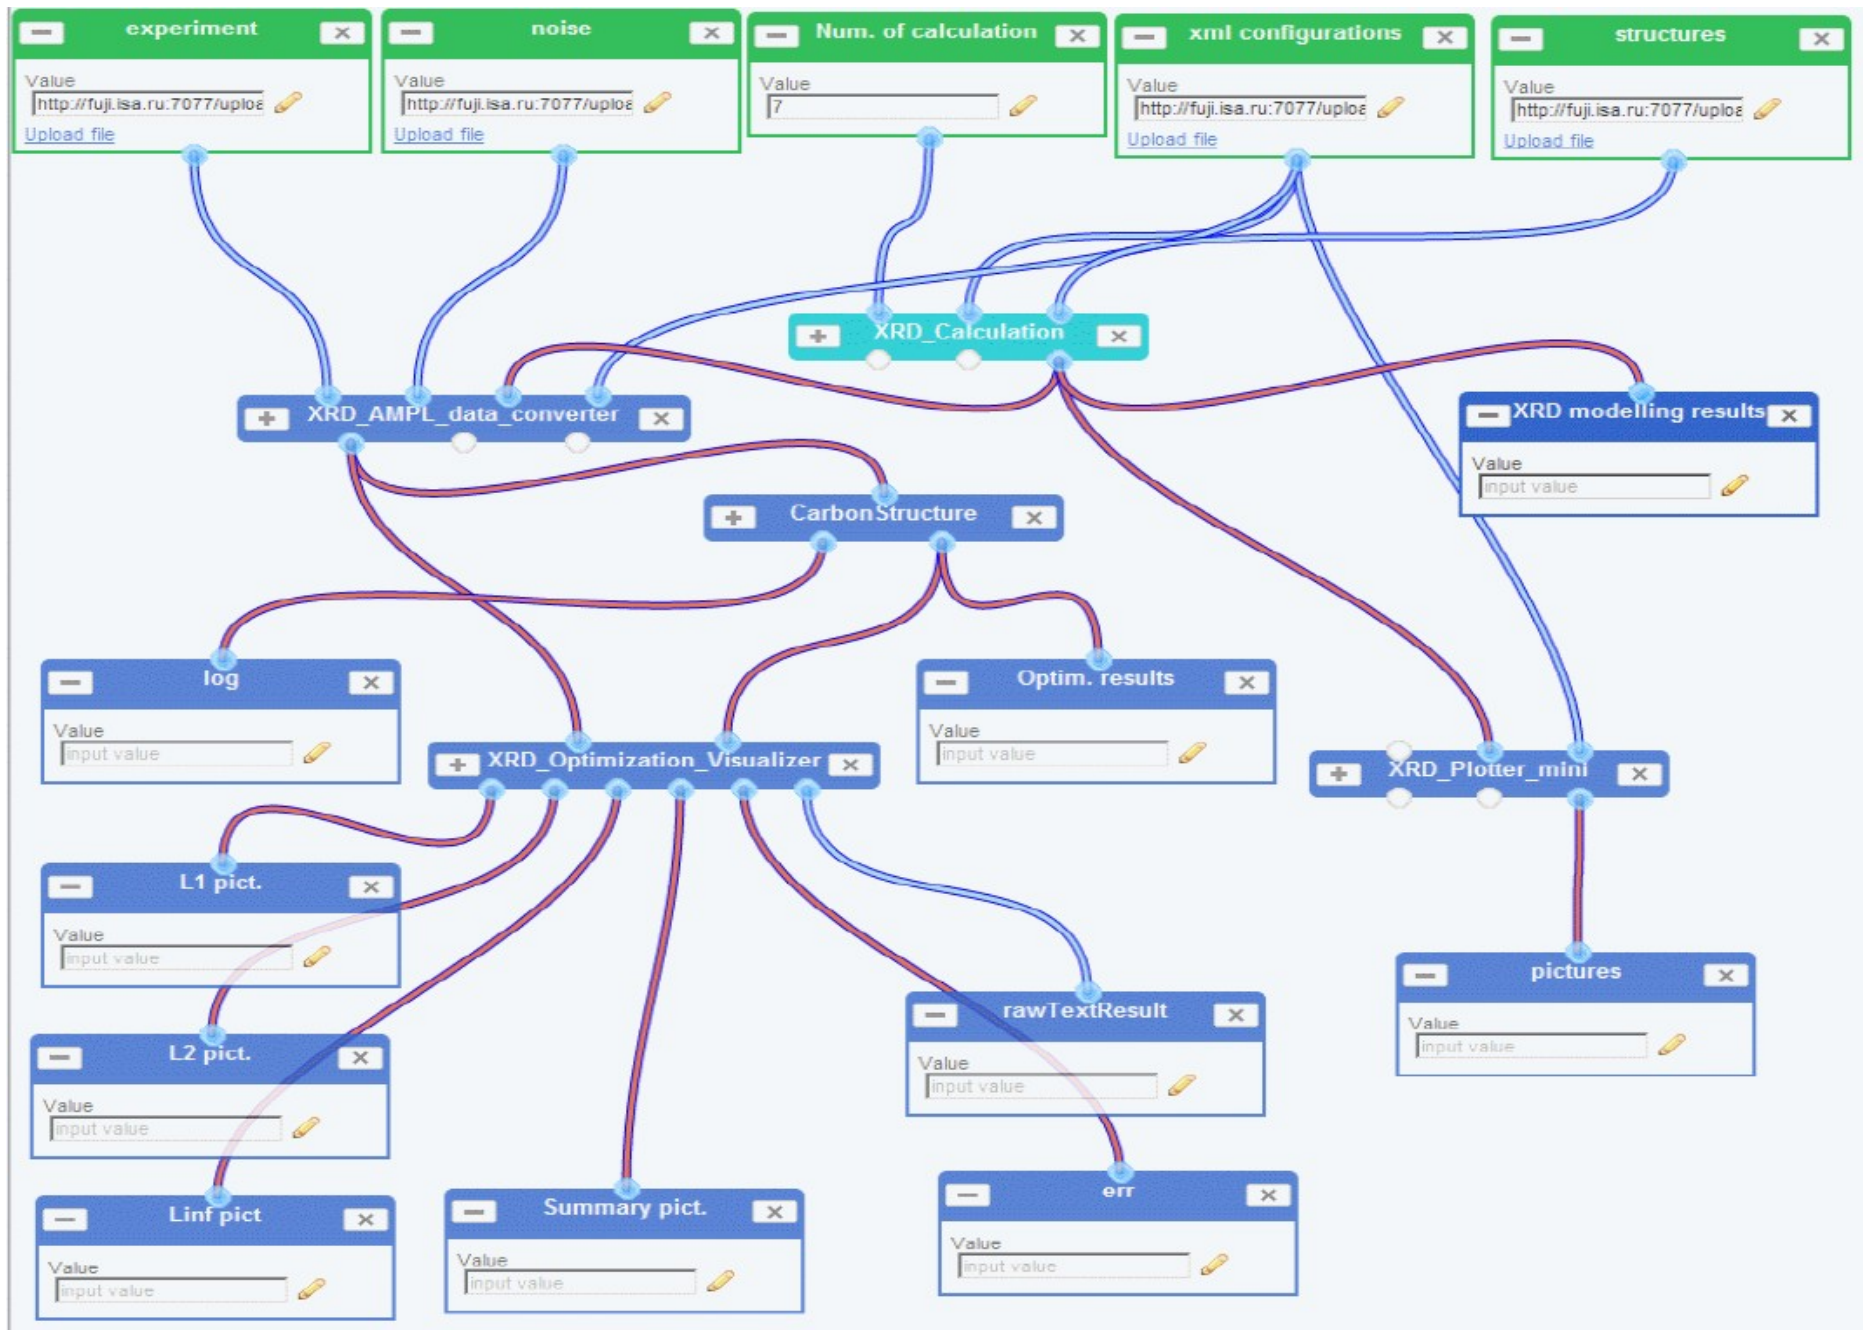 experiment
noise
Num. of calculation
xml configurations
structures
Value
http://fuji.isa.ru:7077/uploa
Upload file
Value
http://fuji.isa.ru:7077/uploa
Upload file
Value
7
Value
http://fuji.isa.ru:7077/uploa
Upload file
Value
http://fuji.isa.ru:7077/uploa
Upload file
XRD_Calculation
XRD_AMPL_data_converter
XRD modelling results
Value
input value
CarbonStructure
log
Value
input value
Optim. results
Value
input value
XRD_Optimization_Visualizer
XRD_Plotter_mini
L1 pict.
Value
input value
pictures
Value
input value
rawTextResult
Value
input value
L2 pict.
Value
input value
Linf pict
Value
input value
Summary pict.
Value
input value
err
Value
input value